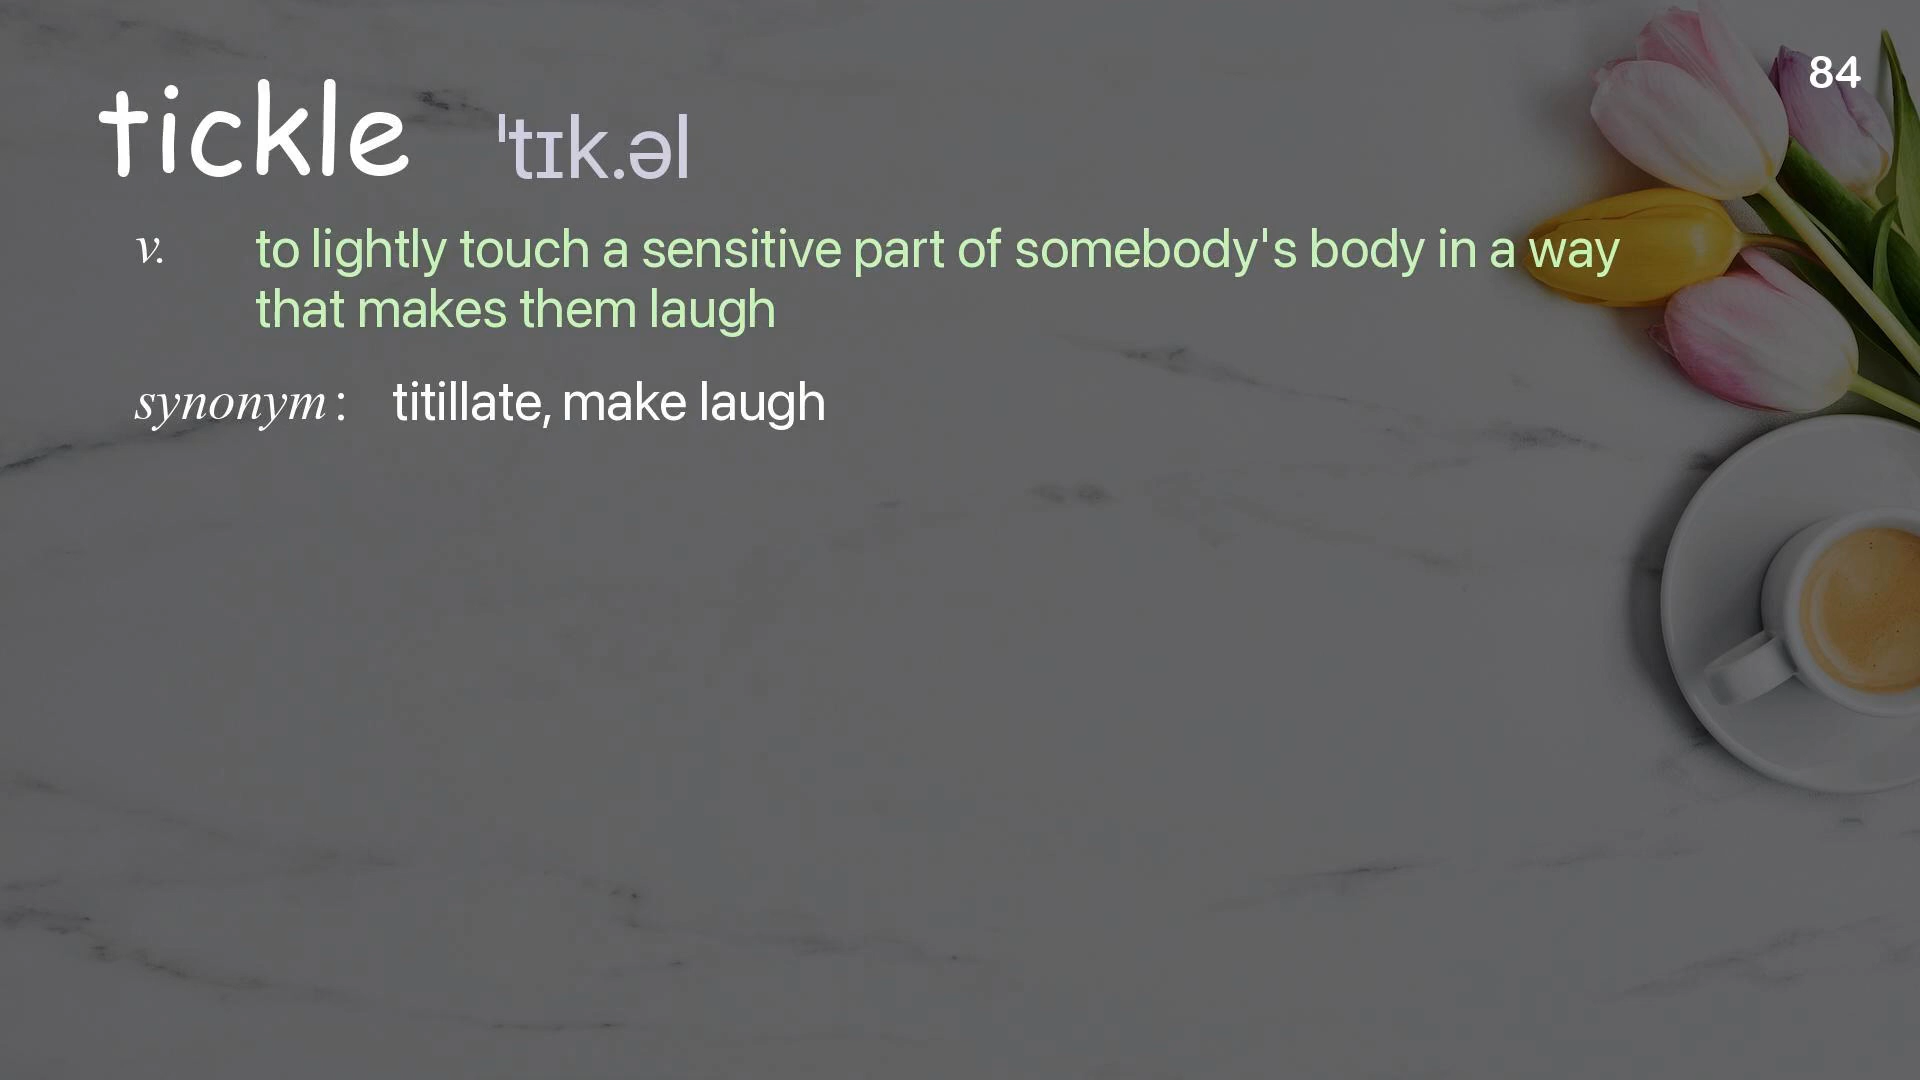 84
tickle ˈtɪk.əl
v. to lightly touch a sensitive part of somebody's body in a way
that makes them laugh
synonym: titillate, make laugh